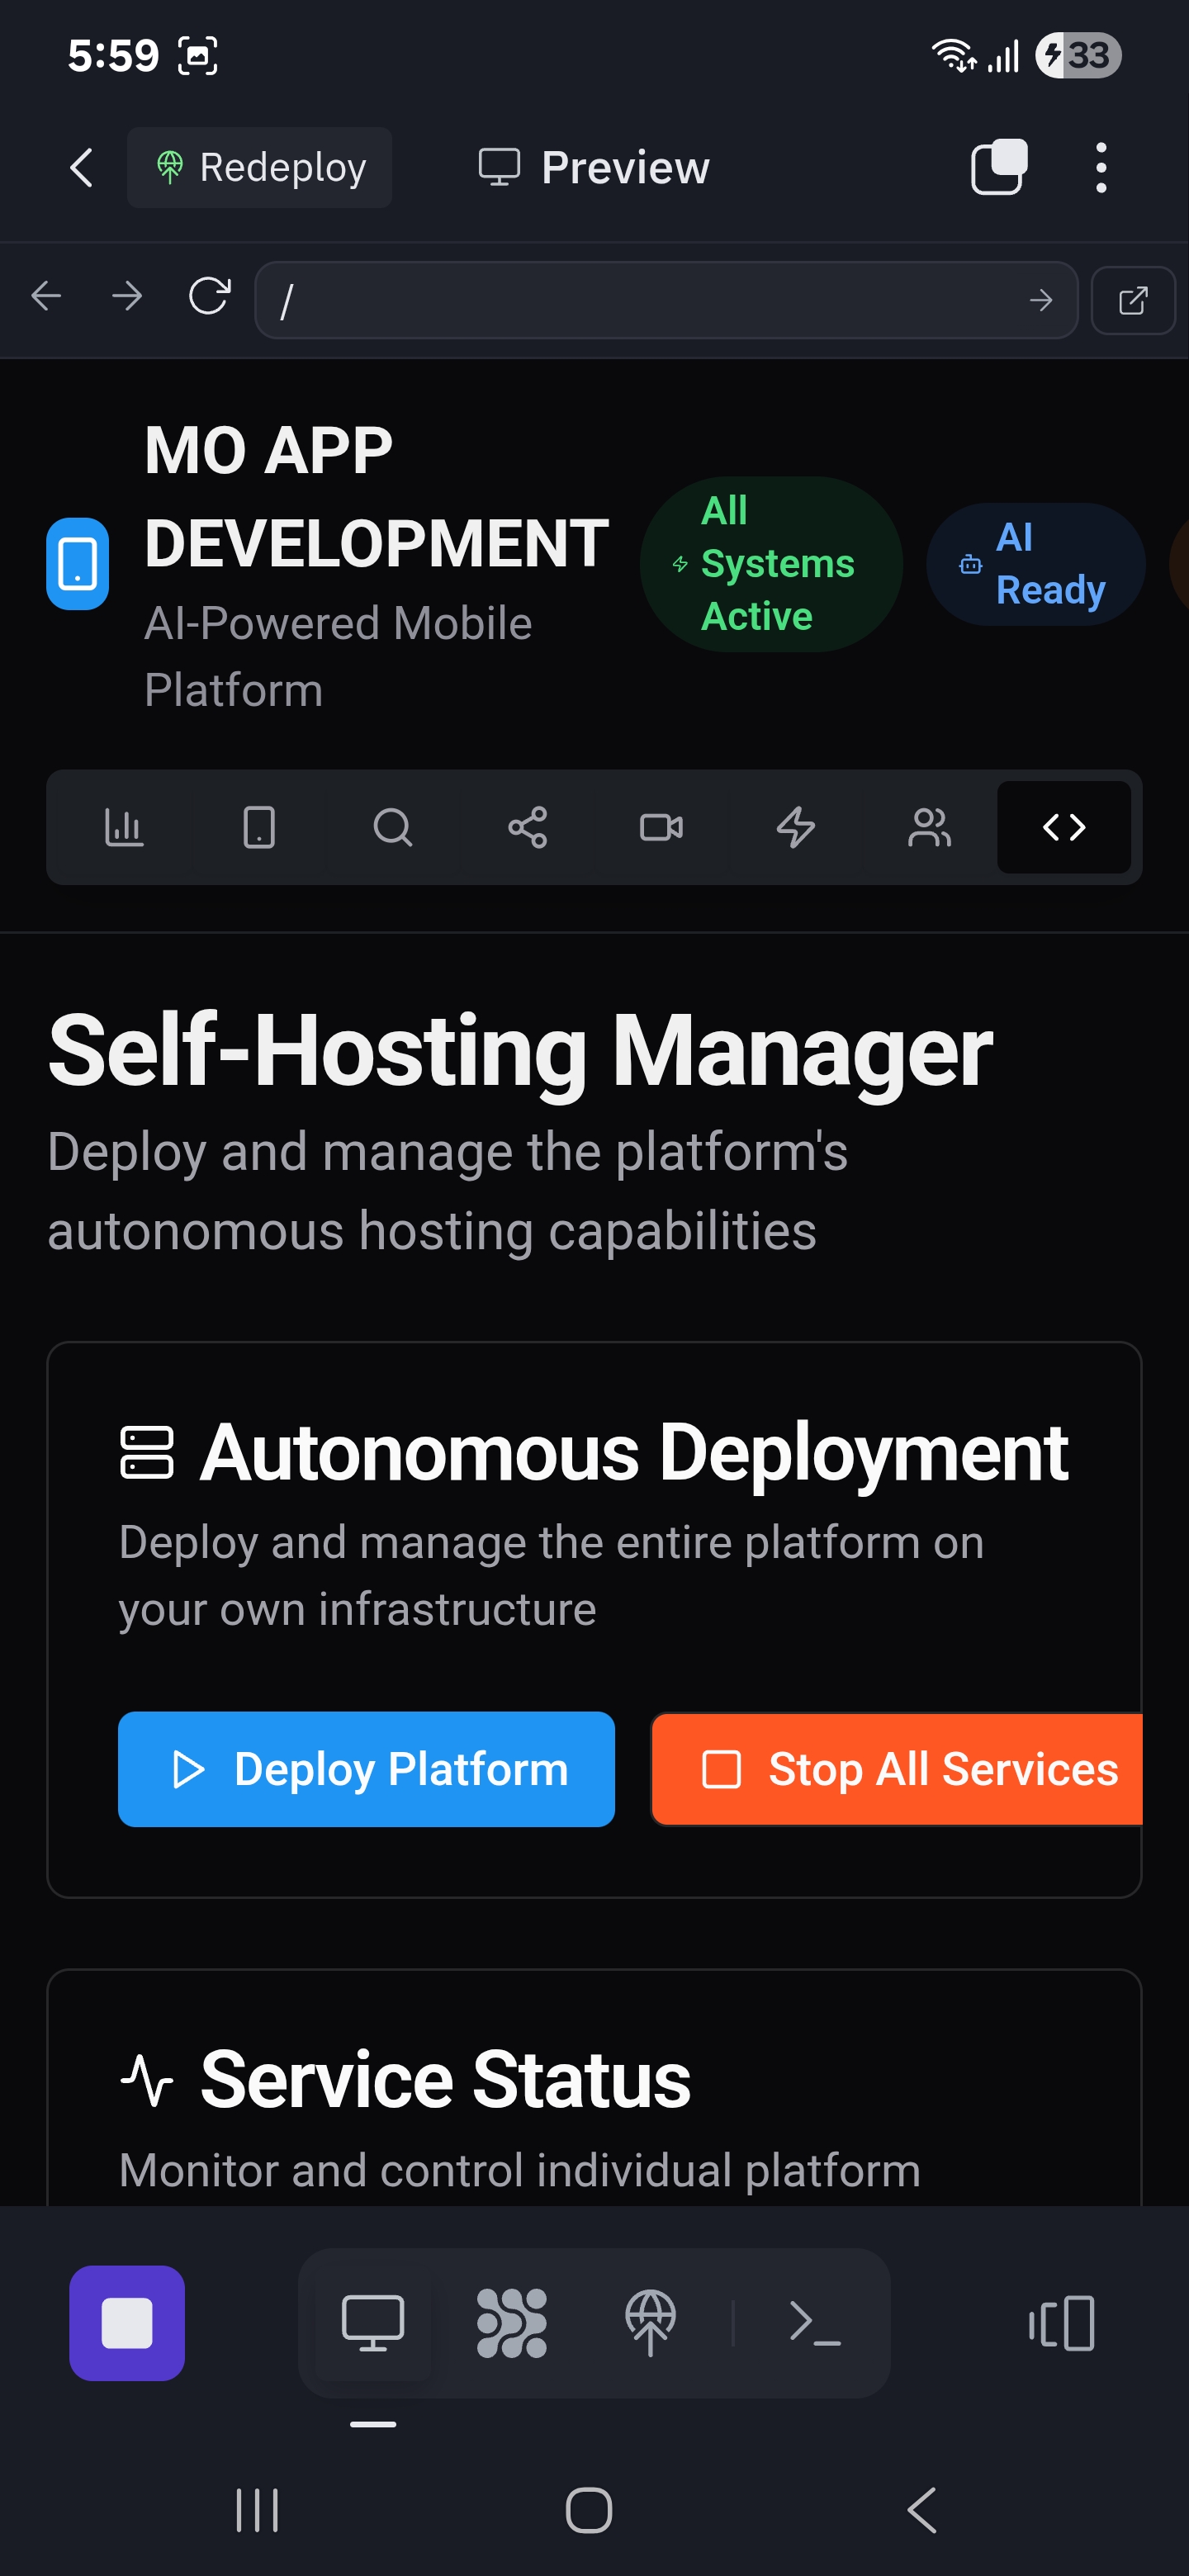 5:59
33
Redeploy
Preview
/
MO APP
DEVELOPMENT
AI-Powered Mobile
Platform
All
Systems
Active
AI
Ready
Self-Hosting Manager
Deploy and manage the platform's
autonomous hosting capabilities
Autonomous Deployment
Deploy and manage the entire platform on
your own infrastructure
Deploy Platform
Stop All Services
Service Status
Monitor and control individual platform